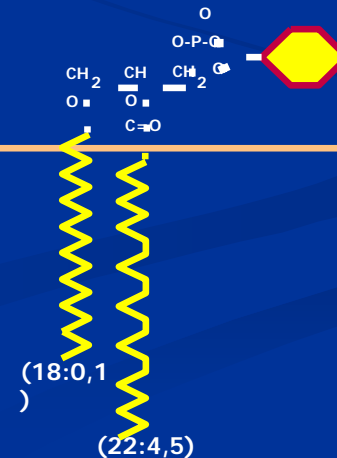 O
O-P-O
O
CH2 CH CH2
O O
C=O
(18:0,1
)
(22:4,5)